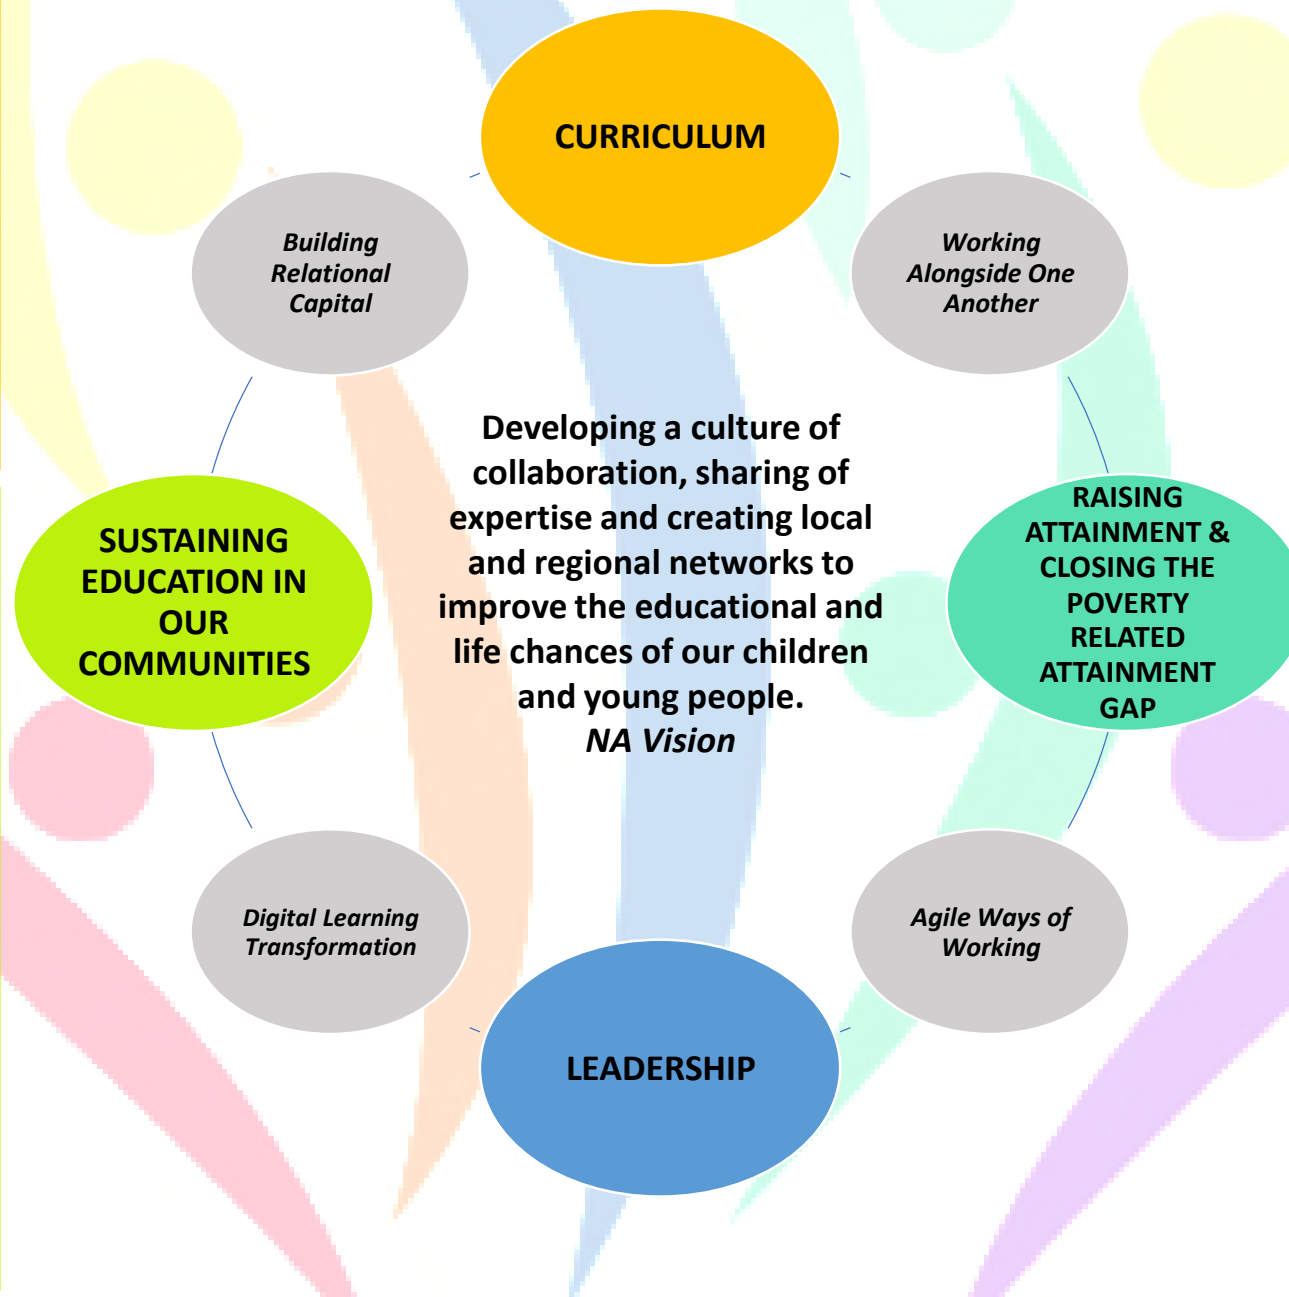 CURRICULUM
Building
Relational
Capital
Working
Alongside One
Another
Developing a culture of
collaboration, sharing of
expertise and creating local
and regional networks to
improve the educational and
life chances of our children
and young people.
NA Vision
SUSTAINING
EDUCATION IN
OUR
COMMUNITIES
RAISING
ATTAINMENT &
CLOSING THE
POVERTY
RELATED
ATTAINMENT
GAP
Digital Learning
Transformation
Agile Ways of
Working
LEADERSHIP